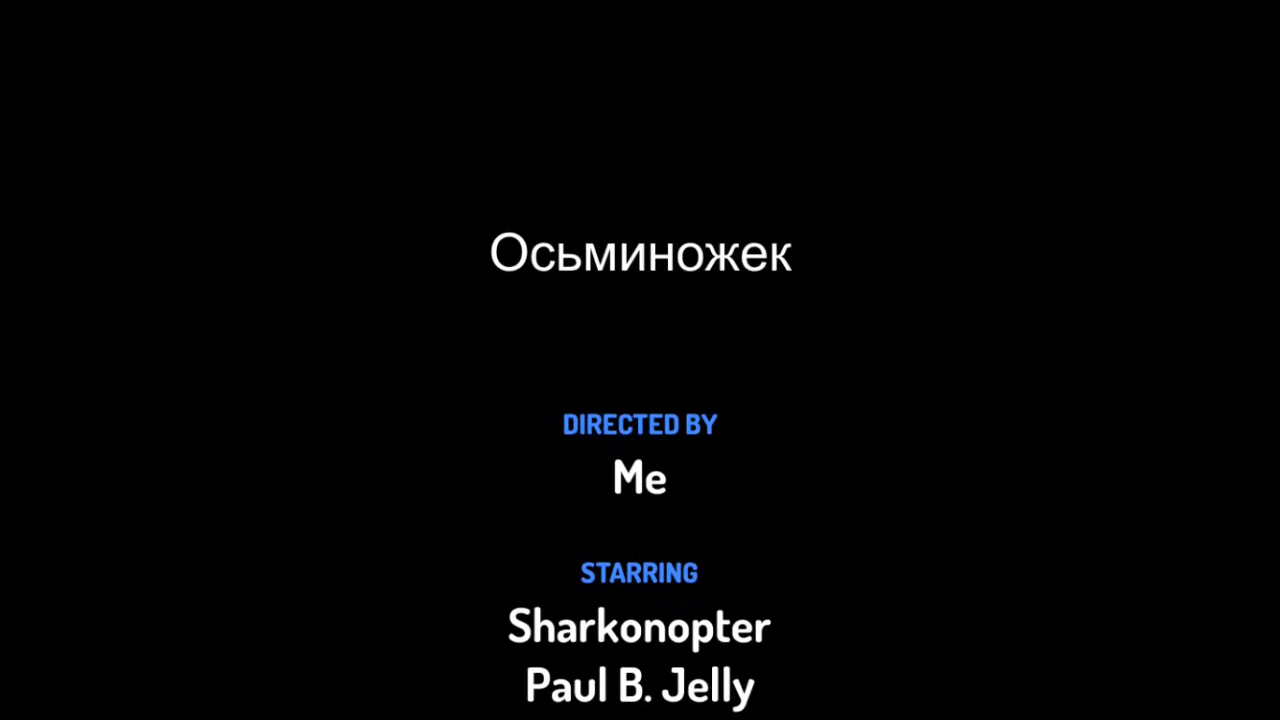 Осьминожек
DIRECTED BY
Me
STARRING
Sharkonopter
Paul B. Jelly